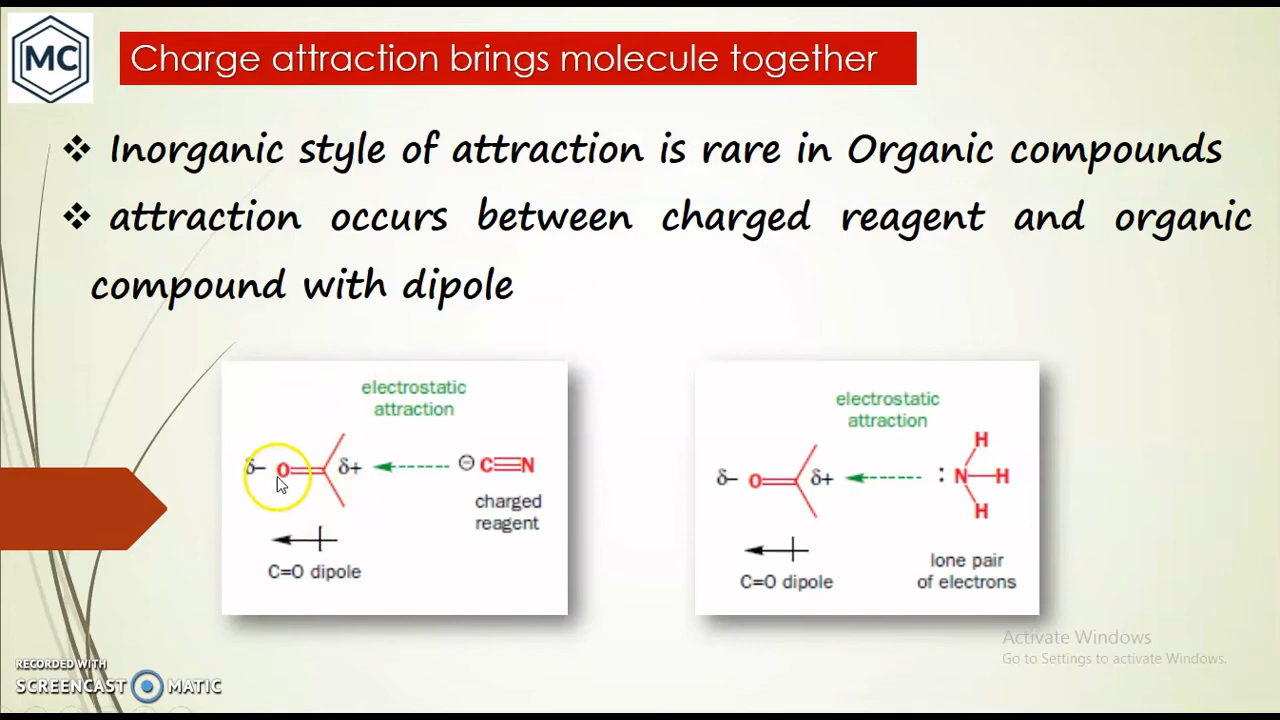 MC
Charge attraction brings molecule together
❖ Inorganic style of attraction is rare in Organic compounds
❖ attraction occurs between charged reagent and organic
compound with dipole
electrostatic
attraction
δ– O δ+ ⊖ C≡N
charged
reagent
C=O dipole
electrostatic
attraction
H
δ– O δ+ : N H
H
C=O dipole
lone pair
of electrons
Activate Windows
Go to Settings to activate Windows.
RECORDED WITH
SCREENCAST MATIC